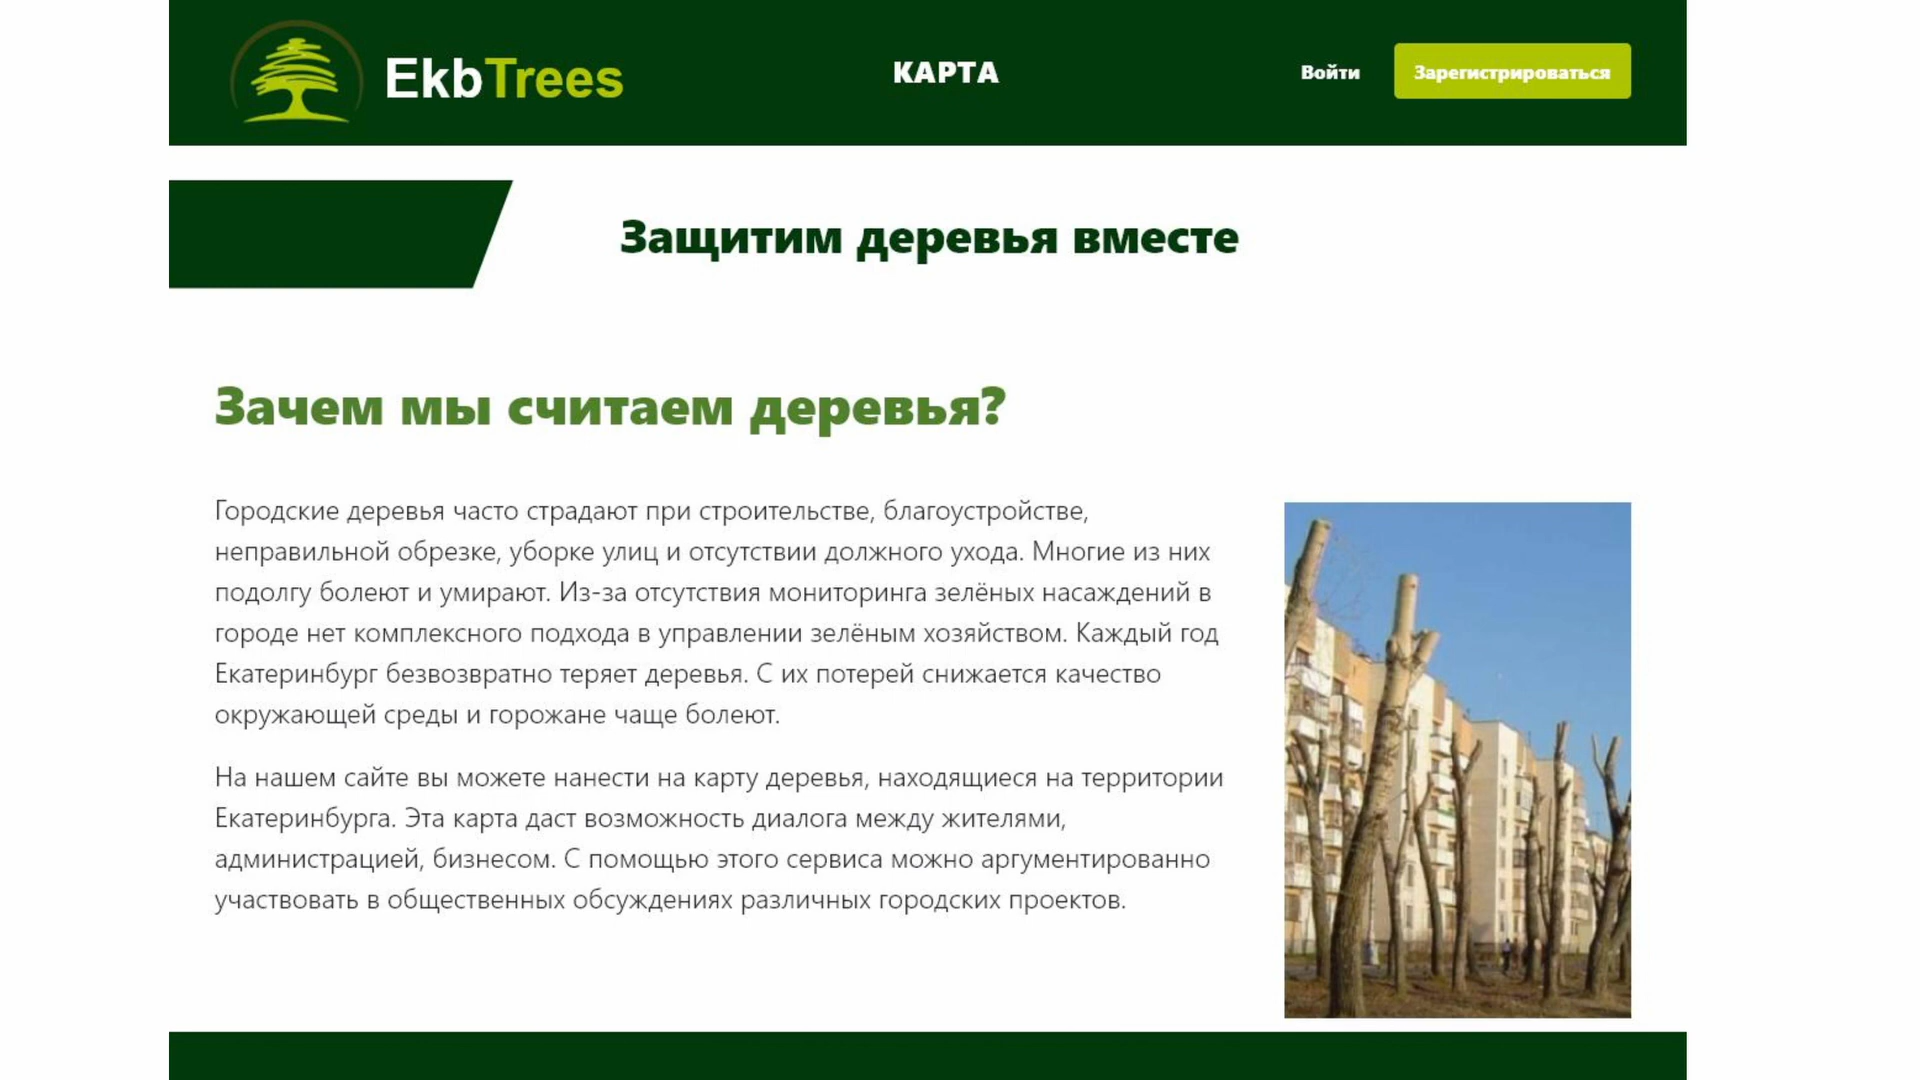 EkbTrees
КАРТА
Войти
Зарегистрироваться
Защитим деревья вместе
Зачем мы считаем деревья?
Городские деревья часто страдают при строительстве, благоустройстве,
неправильной обрезке, уборке улиц и отсутствии должного ухода. Многие из них
подолгу болеют и умирают. Из-за отсутствия мониторинга зелёных насаждений в
городе нет комплексного подхода в управлении зелёным хозяйством. Каждый год
Екатеринбург безвозвратно теряет деревья. С их потерей снижается качество
окружающей среды и горожане чаще болеют.
На нашем сайте вы можете нанести на карту деревья, находящиеся на территории
Екатеринбурга. Эта карта даст возможность диалога между жителями,
администрацией, бизнесом. С помощью этого сервиса можно аргументированно
участвовать в общественных обсуждениях различных городских проектов.